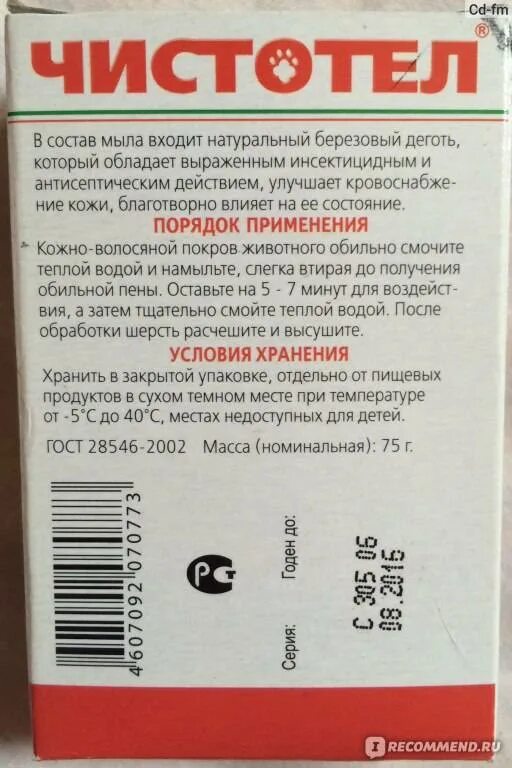 Cd-fm
ЧИСТОТЕЛ®
В состав мыла входит натуральный березовый деготь,
который обладает выраженным инсектицидным и
антисептическим действием, улучшает кровоснабже-
ние кожи, благотворно влияет на ее состояние.
ПОРЯДОК ПРИМЕНЕНИЯ
Кожно-волосяной покров животного обильно смочите
теплой водой и намыльте, слегка втирая до получения
обильной пены. Оставьте на 5 - 7 минут для воздейст-
вия, а затем тщательно смойте теплой водой. После
обработки шерсть расчешите и высушите.
УСЛОВИЯ ХРАНЕНИЯ
Хранить в закрытой упаковке, отдельно от пищевых
продуктов в сухом темном месте при температуре
от -5˚С до 40˚С, местах недоступных для детей.
ГОСТ 28546-2002 Масса (номинальная): 75 г.
4 607092 070773
РСТ
Серия: Годен до:
С 305 06
08.2016
IRECOMMEND.RU